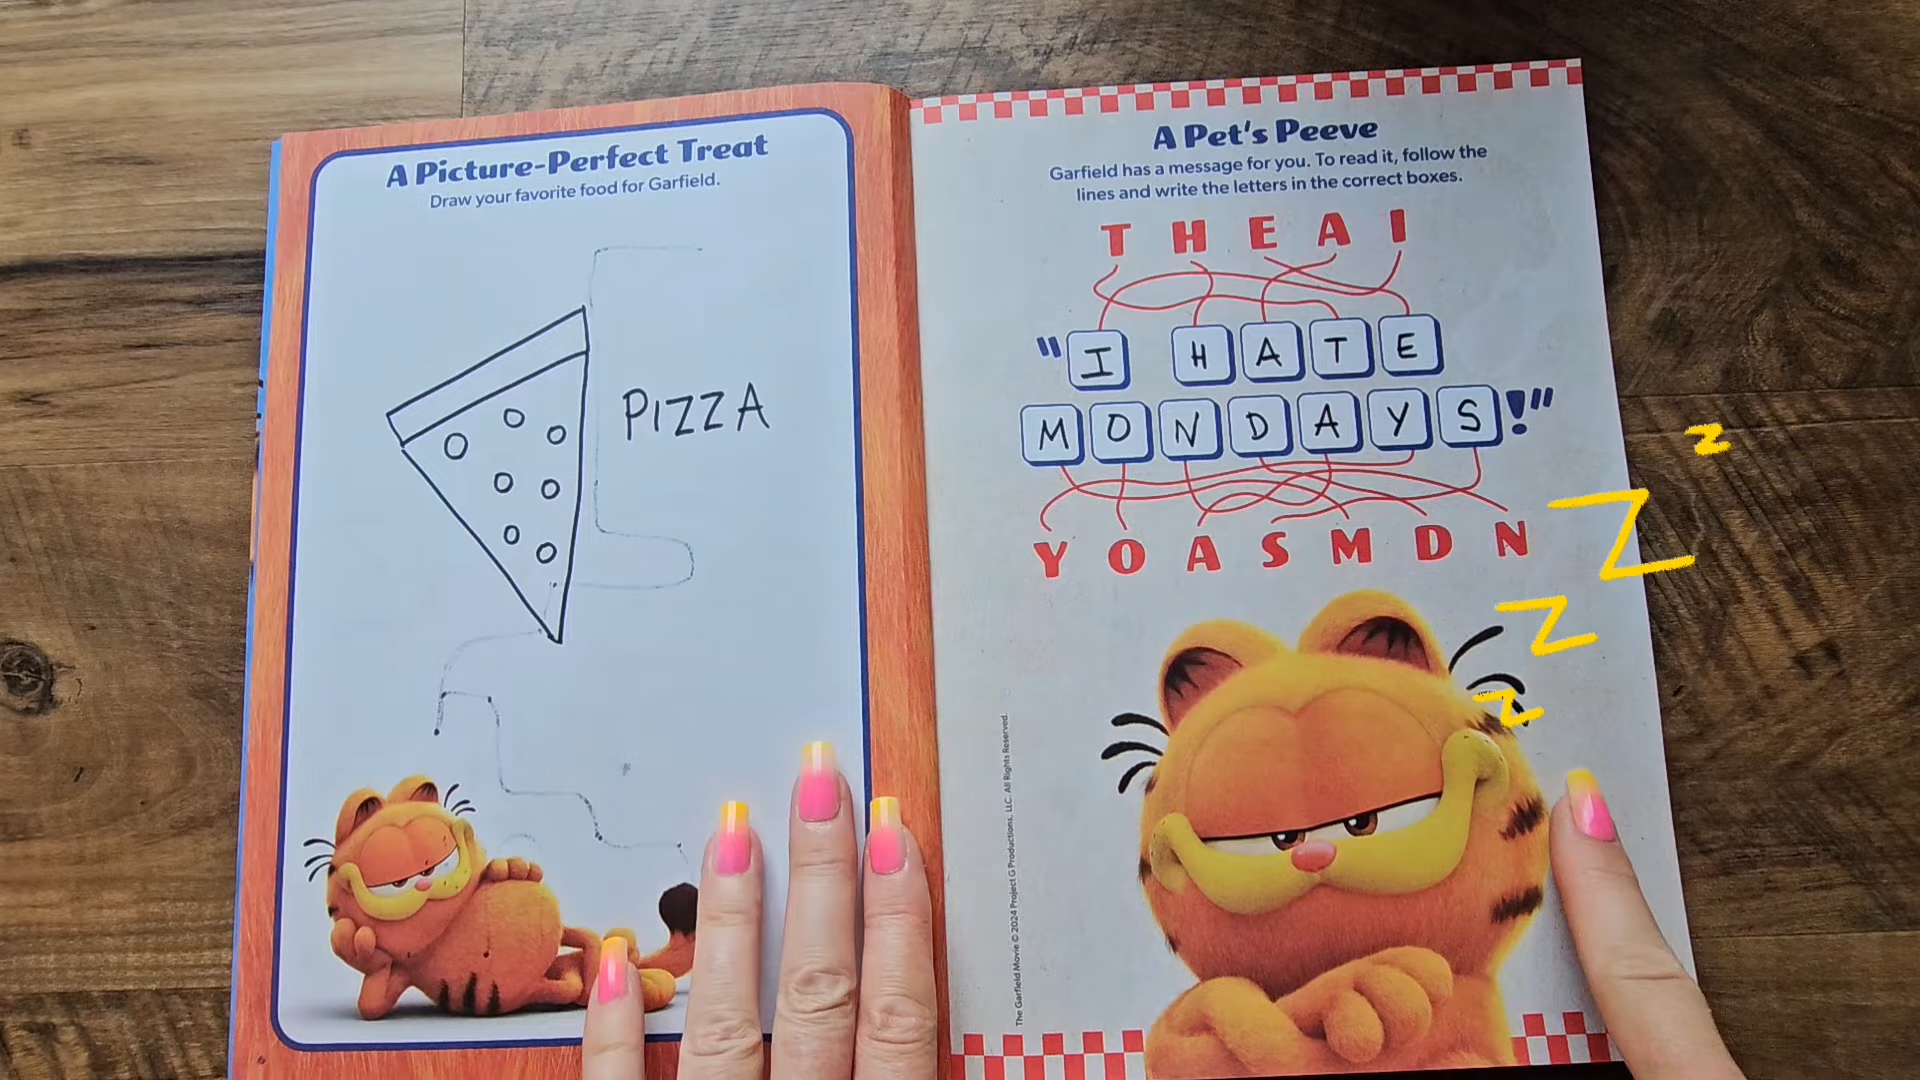 A Picture-Perfect Treat
Draw your favorite food for Garfield.
PIZZA
A Pet's Peeve
Garfield has a message for you. To read it, follow the
lines and write the letters in the correct boxes.
T H E A I
"I HATE
MONDAYS!"
Y O A S M D N
z
Z
Z
z
The Garfield Movie © 2024 Project G Productions, LLC. All Rights Reserved.